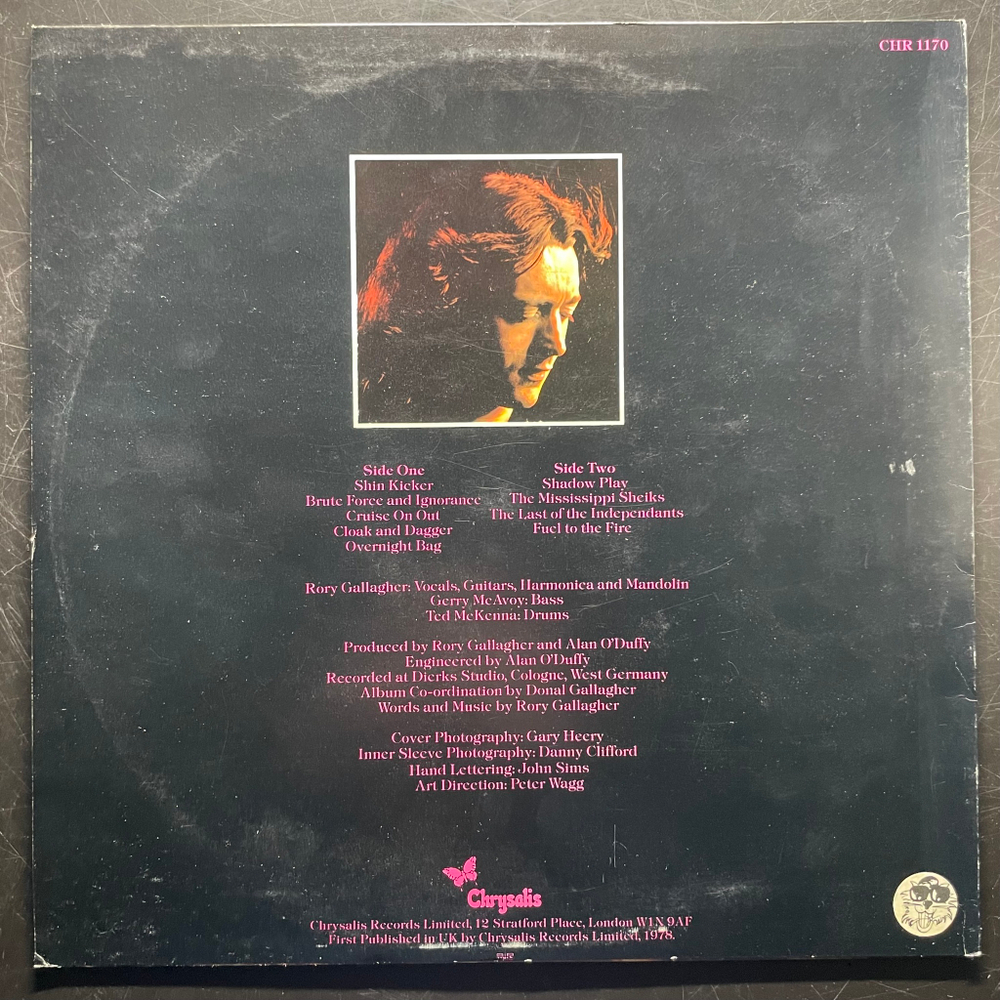 CHR 1170
Side One
Shin Kicker
Brute Force and Ignorance
Cruise On Out
Cloak and Dagger
Overnight Bag
Side Two
Shadow Play
The Mississippi Sheiks
The Last of the Independants
Fuel to the Fire
Rory Gallagher: Vocals, Guitars, Harmonica and Mandolin
Gerry McAvoy: Bass
Ted McKenna: Drums
Produced by Rory Gallagher and Alan O'Duffy
Engineered by Alan O'Duffy
Recorded at Dierks Studio, Cologne, West Germany
Album Co-ordination by Donal Gallagher
Words and Music by Rory Gallagher
Cover Photography: Gary Heery
Inner Sleeve Photography: Danny Clifford
Hand Lettering: John Sims
Art Direction: Peter Wagg
Chrysalis
Chrysalis Records Limited, 12 Stratford Place, London W1N 9AF
First Published in UK by Chrysalis Records Limited, 1978.